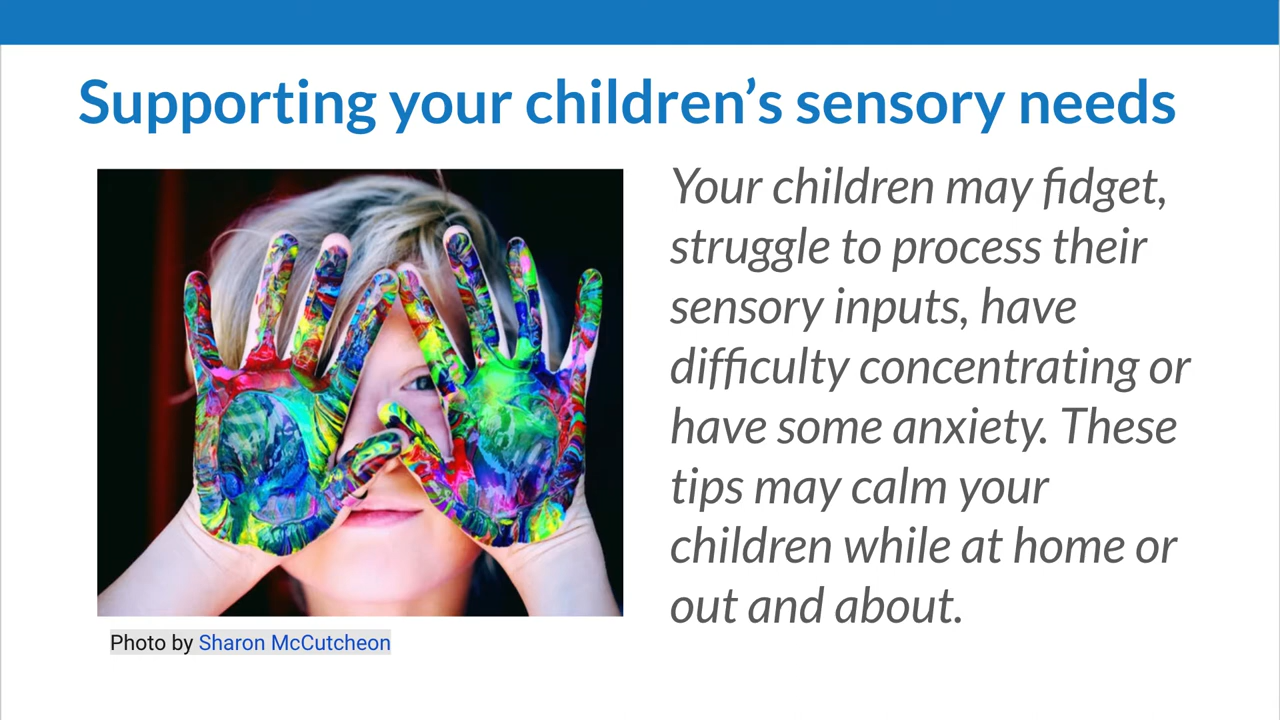 Supporting your children’s sensory needs
Your children may fidget,
struggle to process their
sensory inputs, have
difficulty concentrating or
have some anxiety. These
tips may calm your
children while at home or
out and about.
Photo by Sharon McCutcheon